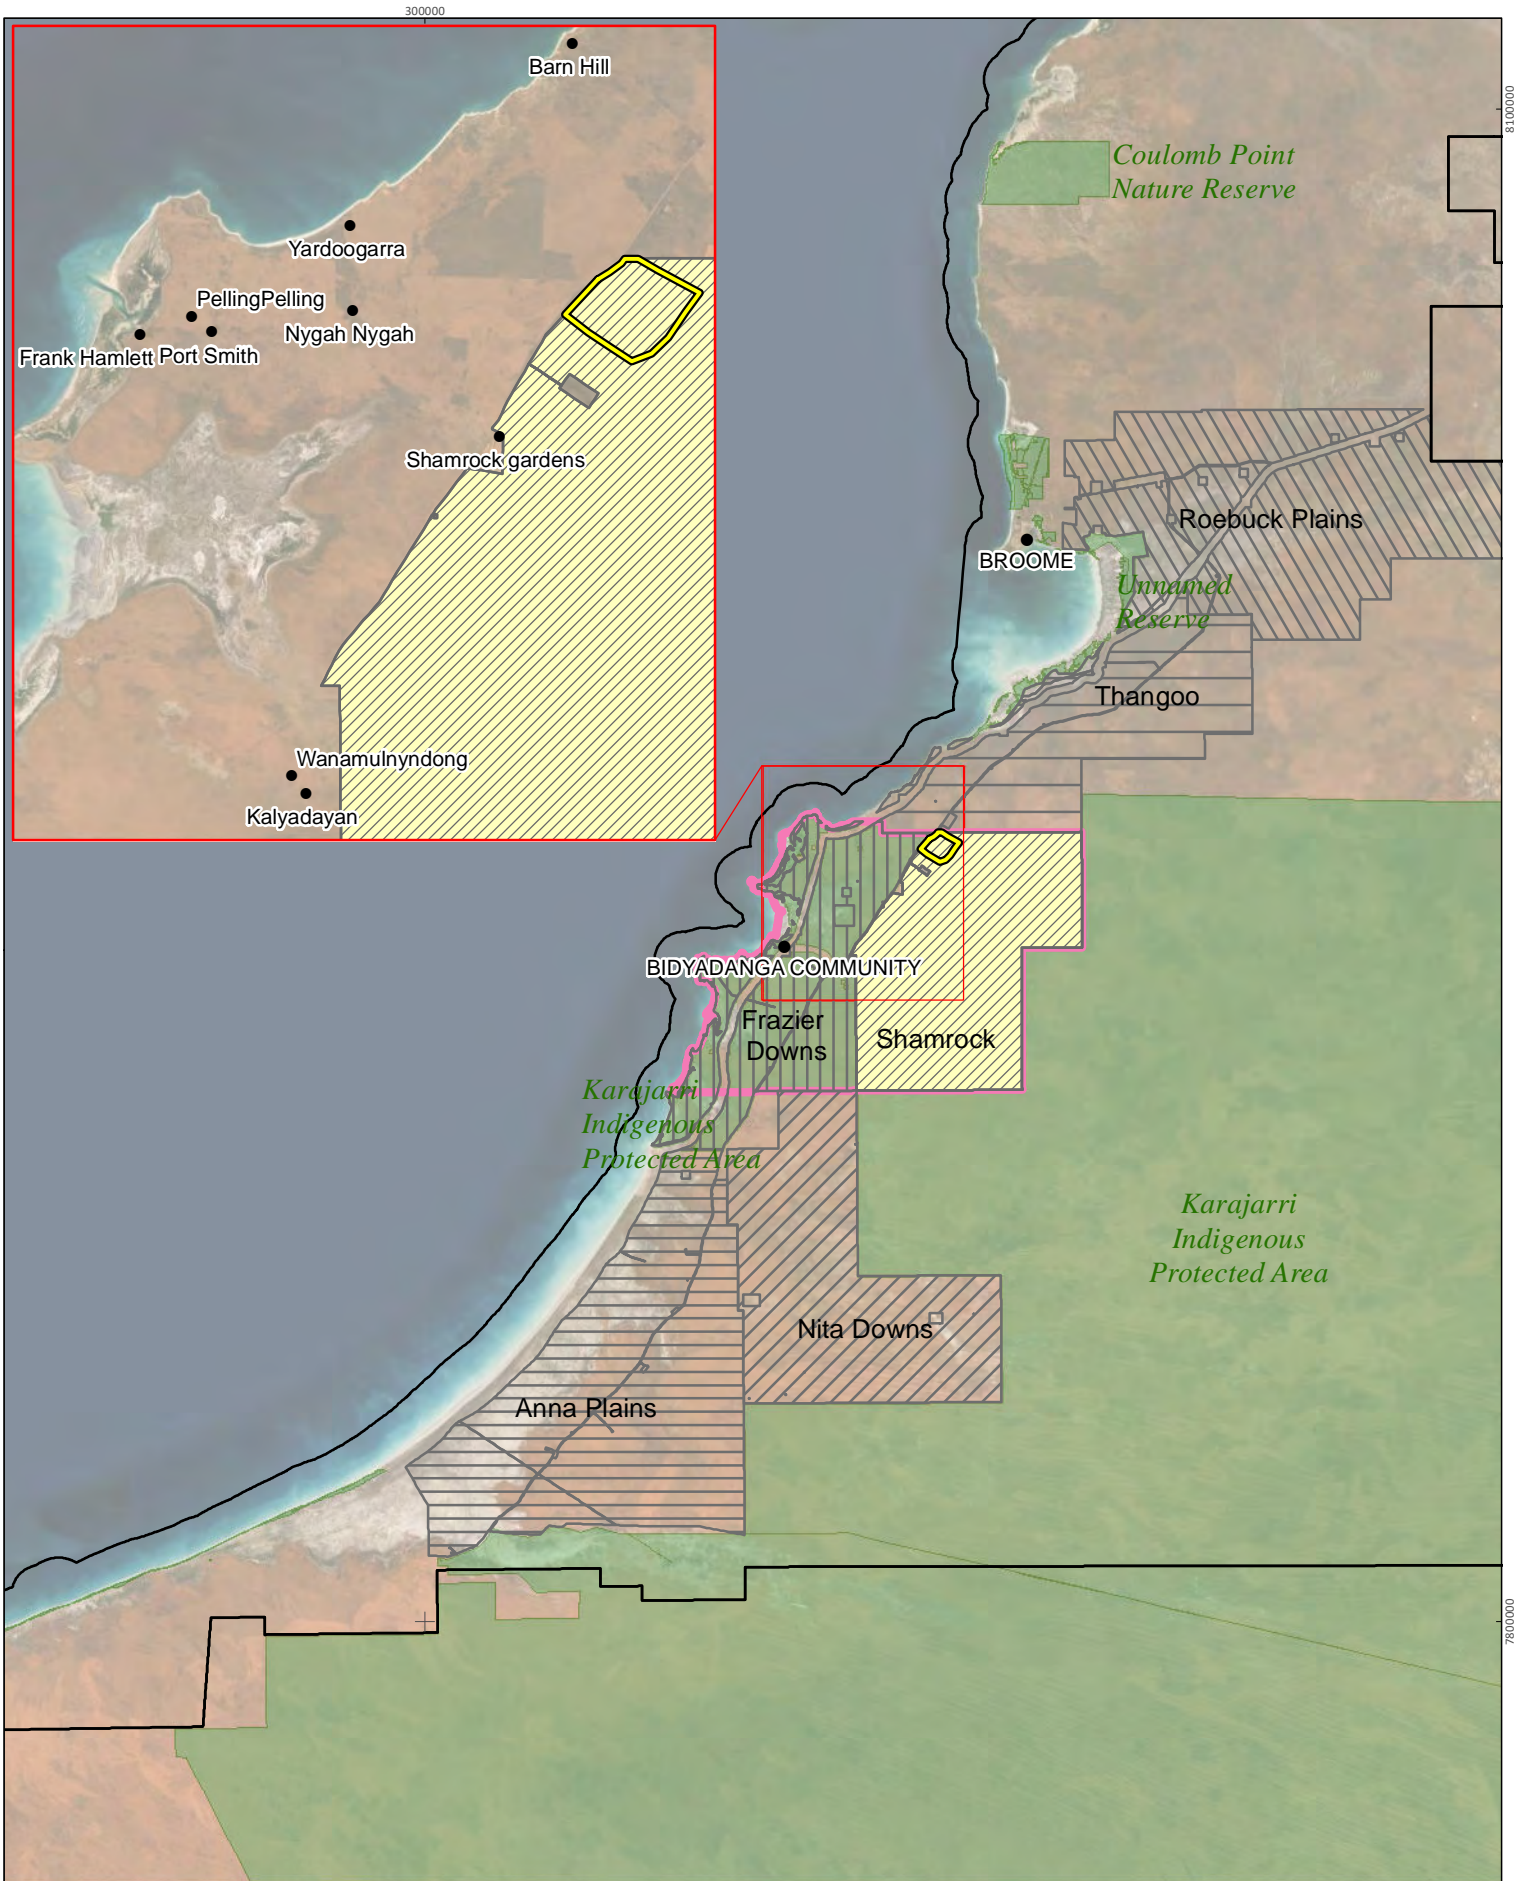 300000
8100000
Barn Hill
Yardoogarra
PellingPelling
Nygah Nygah
Frank Hamlett
Port Smith
Shamrock gardens
Wanamulnyndong
Kalyadayan
Coulomb Point
Nature Reserve
Roebuck Plains
BROOME
Unnamed
Reserve
Thangoo
BIDYADANGA COMMUNITY
Frazier
Downs
Shamrock
Karajarri
Indigenous
Protected Area
Karajarri
Indigenous
Protected Area
Nita Downs
Anna Plains
7800000